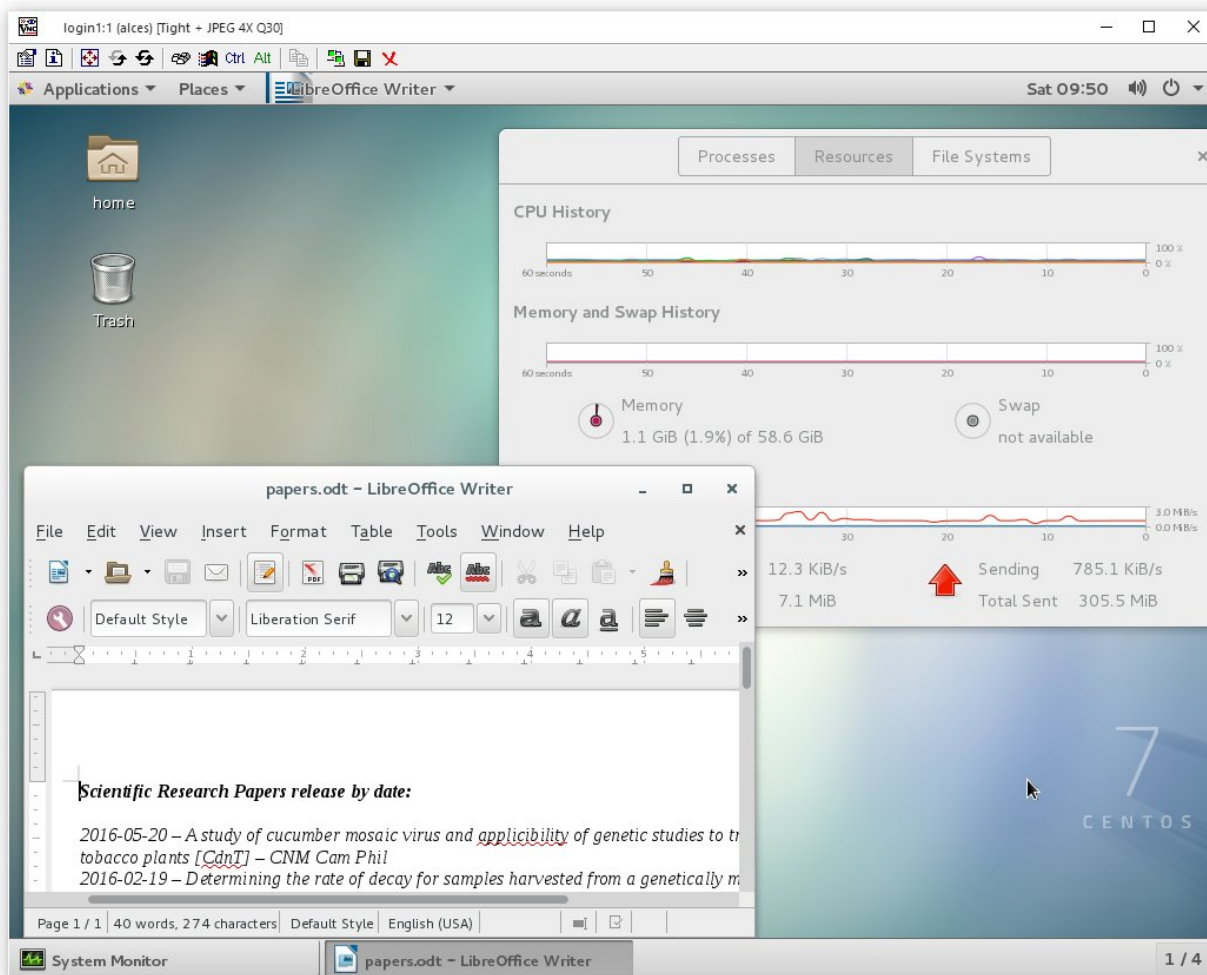 login1:1 (alces) [Tight + JPEG 4X Q30]
Ctrl Alt
Applications Places LibreOffice Writer Sat 09:50
home
Trash
Processes Resources File Systems
CPU History
100 %
0 %
60 seconds 50 40 30 20 10 0
Memory and Swap History
100 %
0 %
60 seconds 50 40 30 20 10 0
Memory
1.1 GiB (1.9%) of 58.6 GiB
Swap
not available
3.0 MiB/s
0.0 MiB/s
30 20 10 0
12.3 KiB/s
7.1 MiB
Sending 785.1 KiB/s
Total Sent 305.5 MiB
papers.odt – LibreOffice Writer
File Edit View Insert Format Table Tools Window Help
PDF Abc Abc
Default Style Liberation Serif 12 a a a
1 2 3 4 5
Scientific Research Papers release by date:
2016-05-20 – A study of cucumber mosaic virus and applicibility of genetic studies to tr
tobacco plants [CdnT] – CNM Cam Phil
2016-02-19 – Determining the rate of decay for samples harvested from a genetically m
Page 1 / 1 40 words, 274 characters Default Style English (USA)
7
CENTOS
System Monitor papers.odt – LibreOffice Writer 1 / 4